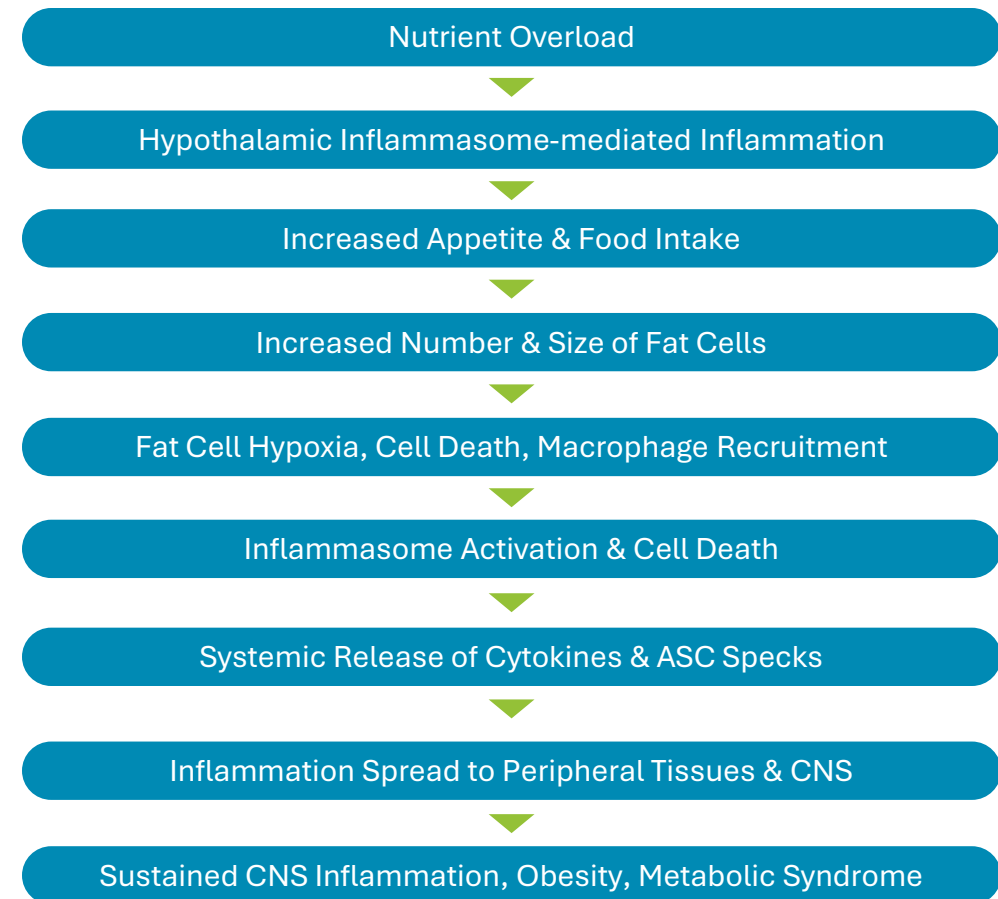 Nutrient Overload
Hypothalamic Inflammasome-mediated Inflammation
Increased Appetite & Food Intake
Increased Number & Size of Fat Cells
Fat Cell Hypoxia, Cell Death, Macrophage Recruitment
Inflammasome Activation & Cell Death
Systemic Release of Cytokines & ASC Specks
Inflammation Spread to Peripheral Tissues & CNS
Sustained CNS Inflammation, Obesity, Metabolic Syndrome